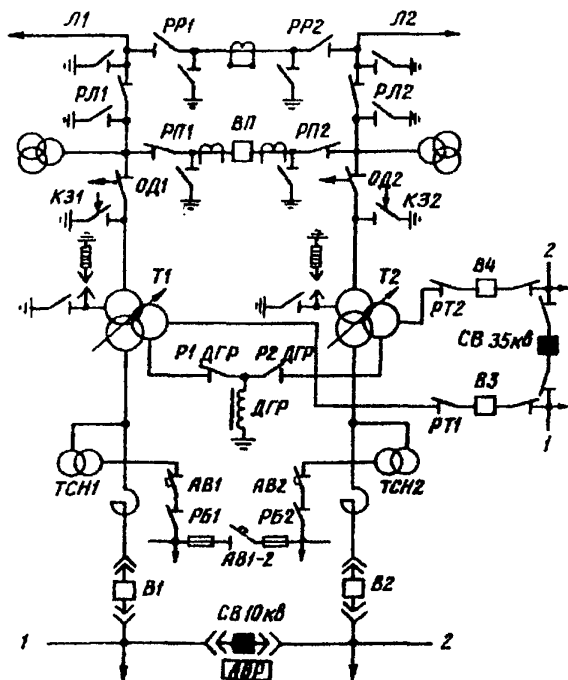 Л1 РР1 РР2 Л2
РЛ1 РЛ2
РП1 ВП РП2
ОД1 ОД2
КЗ1 КЗ2
Т1 Т2 В4 2
РТ2
Р1 ДГР Р2 ДГР СВ 35кв
ДГР В3
РТ1 1
ТСН1 АВ1 АВ2 ТСН2
РБ1 РБ2
АВ1-2
В1 В2
СВ 10кв
1 2
АВР